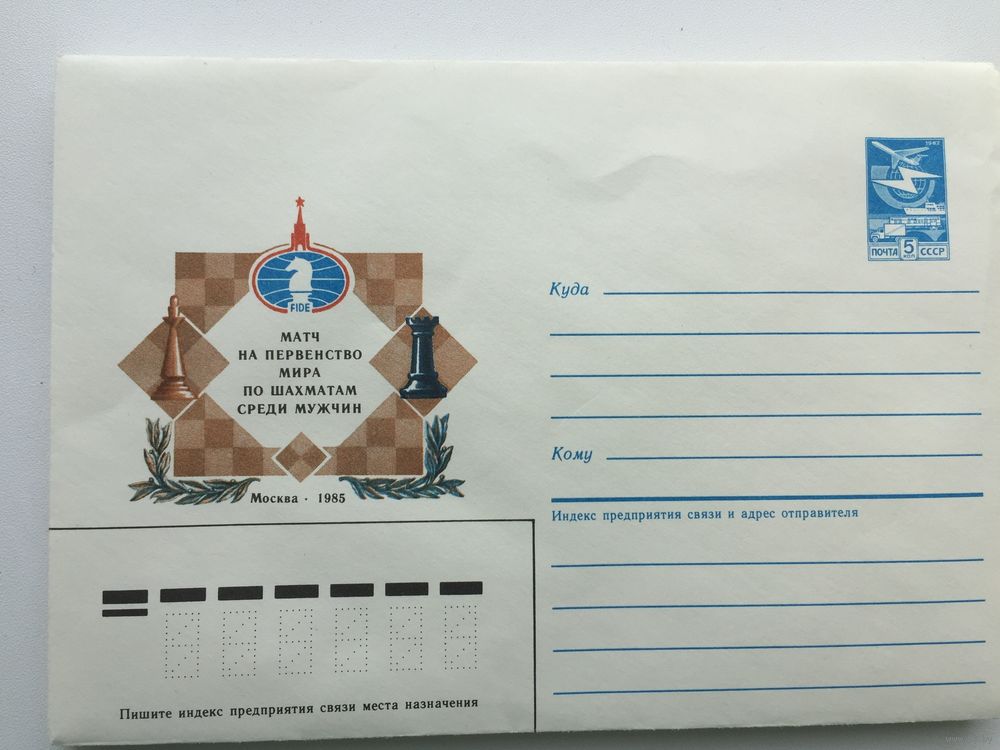 1982
ПОЧТА 5 КОП СССР
FIDE
МАТЧ
НА ПЕРВЕНСТВО
МИРА
ПО ШАХМАТАМ
СРЕДИ МУЖЧИН
Москва · 1985
Куда
Кому
Индекс предприятия связи и адрес отправителя
Пишите индекс предприятия связи места назначения